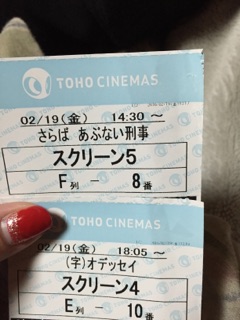 TOHO CINEMAS
02/19(金) 14:30～
さらば あぶない刑事
スクリーン5
F列 － 8番
TOHO CINEMAS
02/19(金) 18:05～
(字)オデッセイ
スクリーン4
E列 － 10番